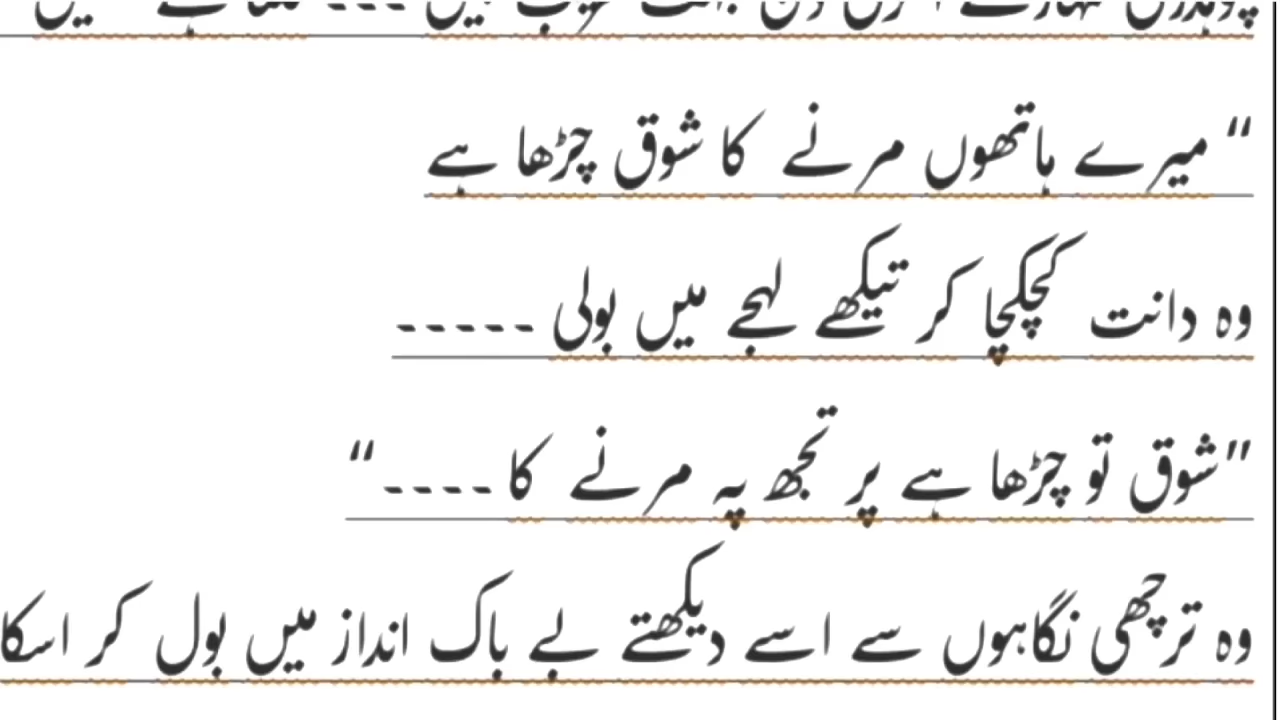 “ میرے ہاتھوں مرنے کا شوق چڑھا ہے
وہ دانت کچکچا کر تیکھے لہجے میں بولی -----
”شوق تو چڑھا ہے پر تجھ پہ مرنے کا ----“
وہ ترچھی نگاہوں سے اسے دیکھتے بے باک انداز میں بول کر اسکا